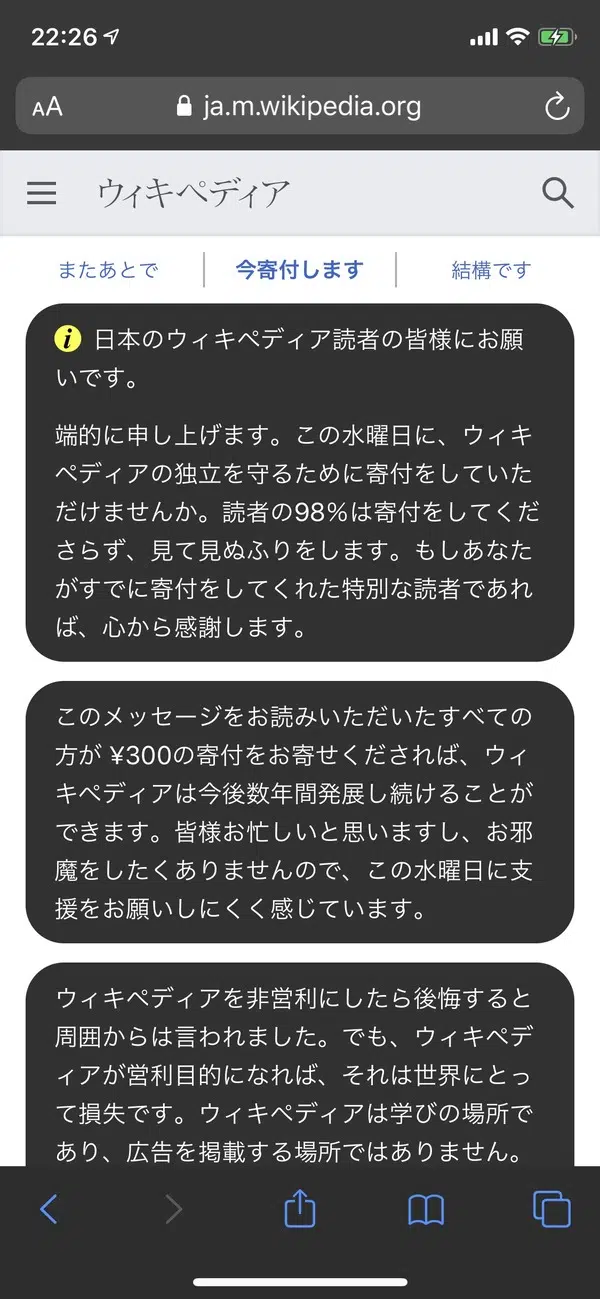 22:26
AA ja.m.wikipedia.org
ウィキペディア
またあとで
今寄付します
結構です
i 日本のウィキペディア読者の皆様にお願
いです。
端的に申し上げます。この水曜日に、ウィキ
ペディアの独立を守るために寄付をしていた
だけませんか。読者の98%は寄付をしてくだ
さらず、見て見ぬふりをします。もしあなた
がすでに寄付をしてくれた特別な読者であれ
ば、心から感謝します。
このメッセージをお読みいただいたすべての
方が ¥300の寄付をお寄せくだされば、ウィ
キペディアは今後数年間発展し続けることが
できます。皆様お忙しいと思いますし、お邪
魔をしたくありませんので、この水曜日に支
援をお願いしにくく感じています。
ウィキペディアを非営利にしたら後悔すると
周囲からは言われました。でも、ウィキペデ
ィアが営利目的になれば、それは世界にとっ
て損失です。ウィキペディアは学びの場所で
あり、広告を掲載する場所ではありません。